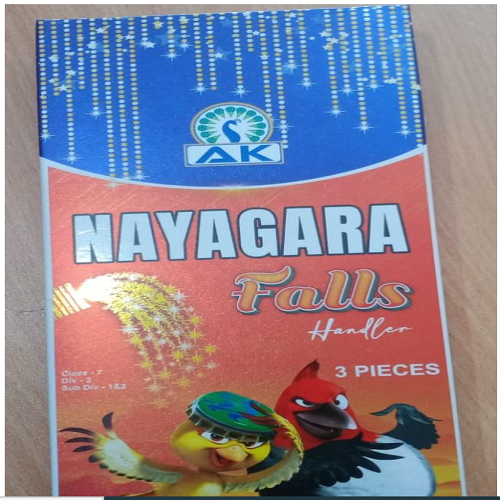 AK
NAYAGARA
Falls
Handler
3 PIECES
Class - 7
Div - 2
Sub Div - 1&2